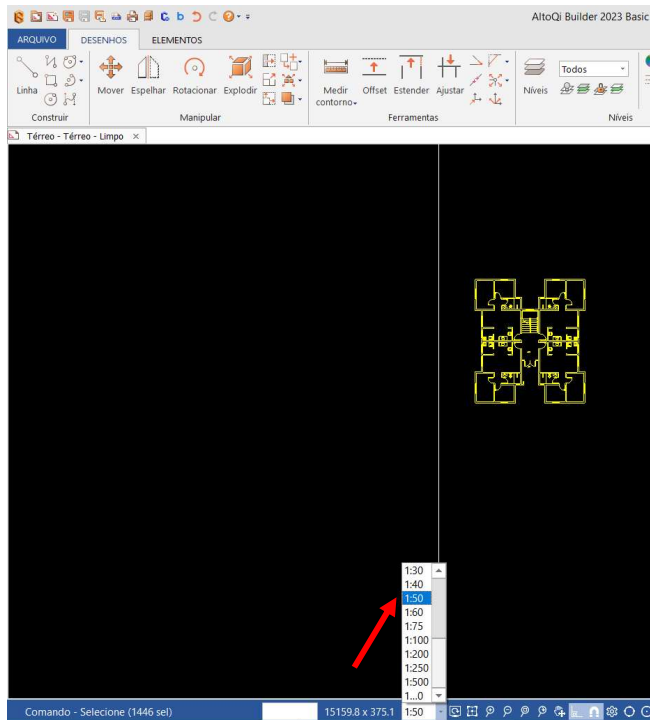 AltoQi Builder 2023 Basic
ARQUIVO DESENHOS ELEMENTOS
Linha Mover Espelhar Rotacionar Explodir Medir contorno Offset Estender Ajustar Níveis Todos
Construir Manipular Ferramentas Níveis
Térreo - Térreo - Limpo ×
1:30
1:40
1:50
1:60
1:75
1:100
1:200
1:250
1:500
1...0
Comando - Selecione (1446 sel) 15159.8 x 375.1 1:50